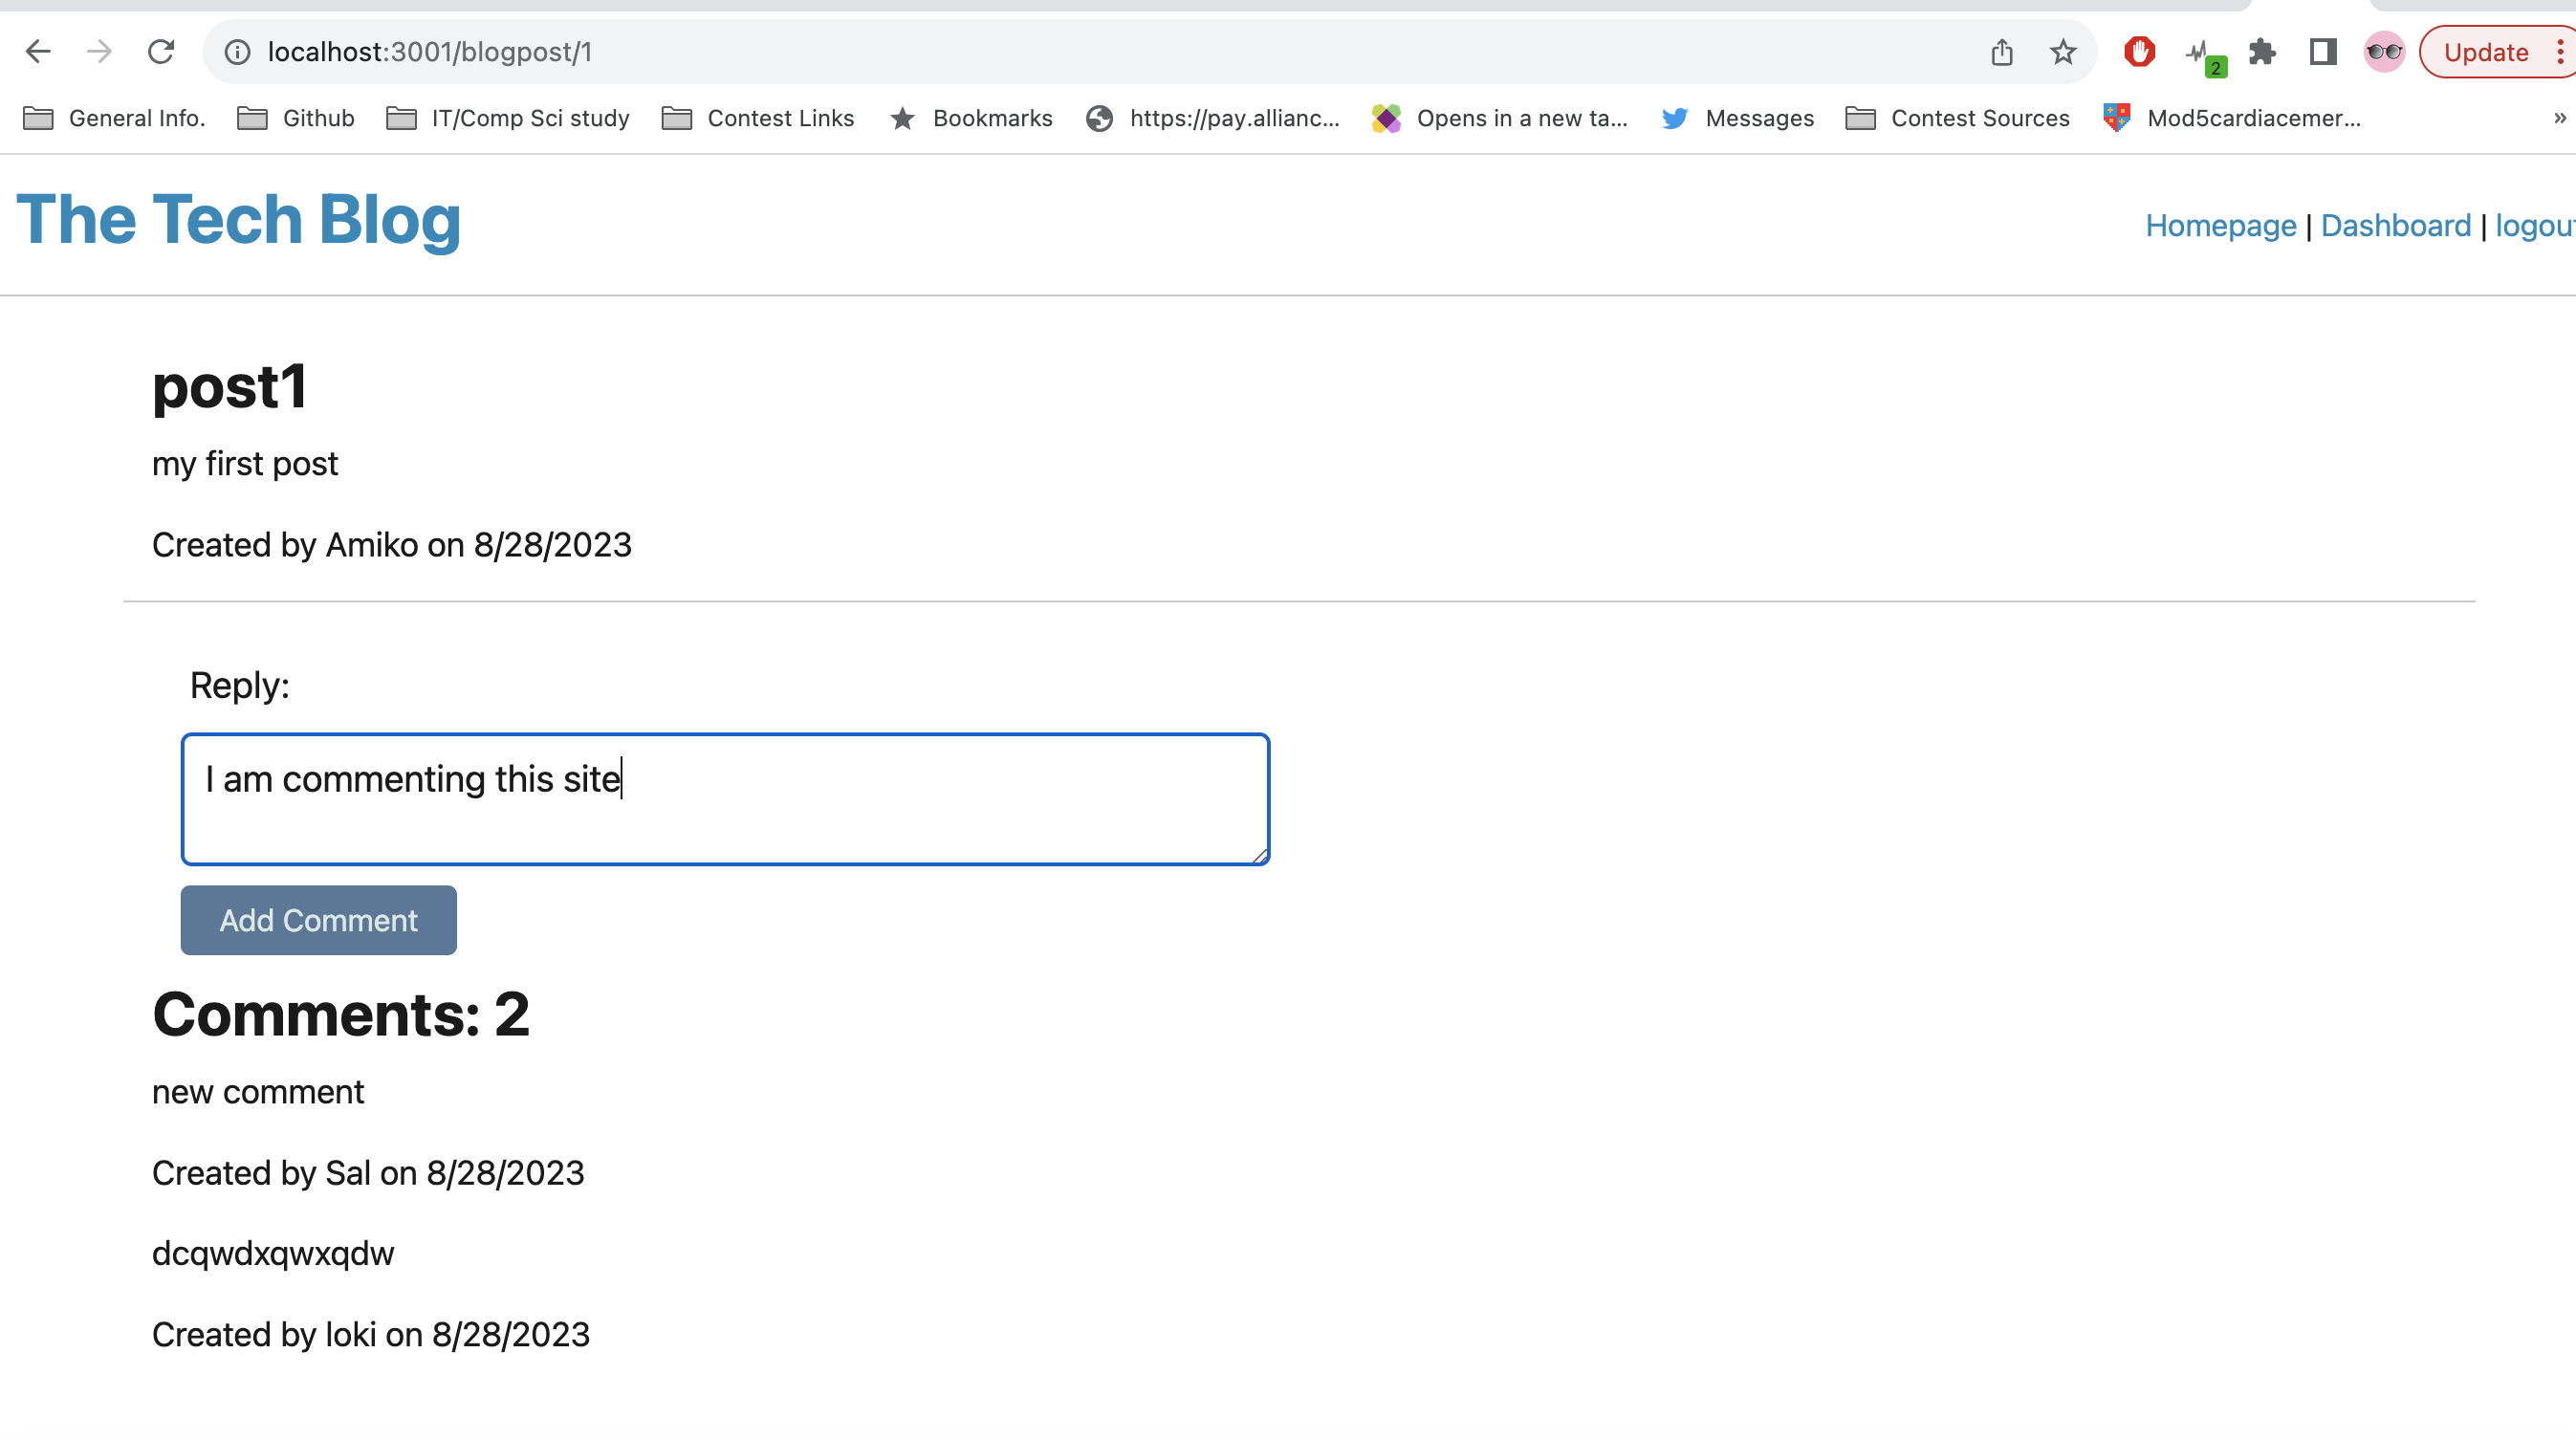 localhost:3001/blogpost/1
2
Update
General Info. Github IT/Comp Sci study Contest Links Bookmarks https://pay.allianc... Opens in a new ta... Messages Contest Sources Mod5cardiacemer... »
The Tech Blog
Homepage | Dashboard | logou
post1
my first post
Created by Amiko on 8/28/2023
Reply:
I am commenting this site
Add Comment
Comments: 2
new comment
Created by Sal on 8/28/2023
dcqwdxqwxqdw
Created by loki on 8/28/2023